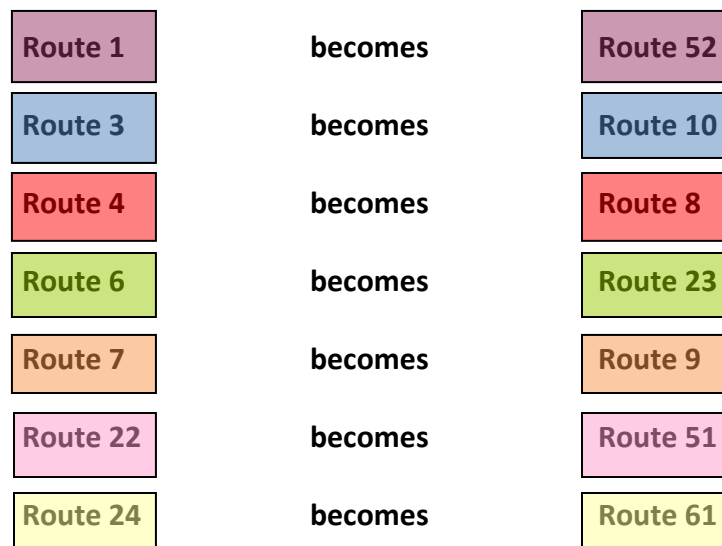 Route 1 becomes Route 52
Route 3 becomes Route 10
Route 4 becomes Route 8
Route 6 becomes Route 23
Route 7 becomes Route 9
Route 22 becomes Route 51
Route 24 becomes Route 61